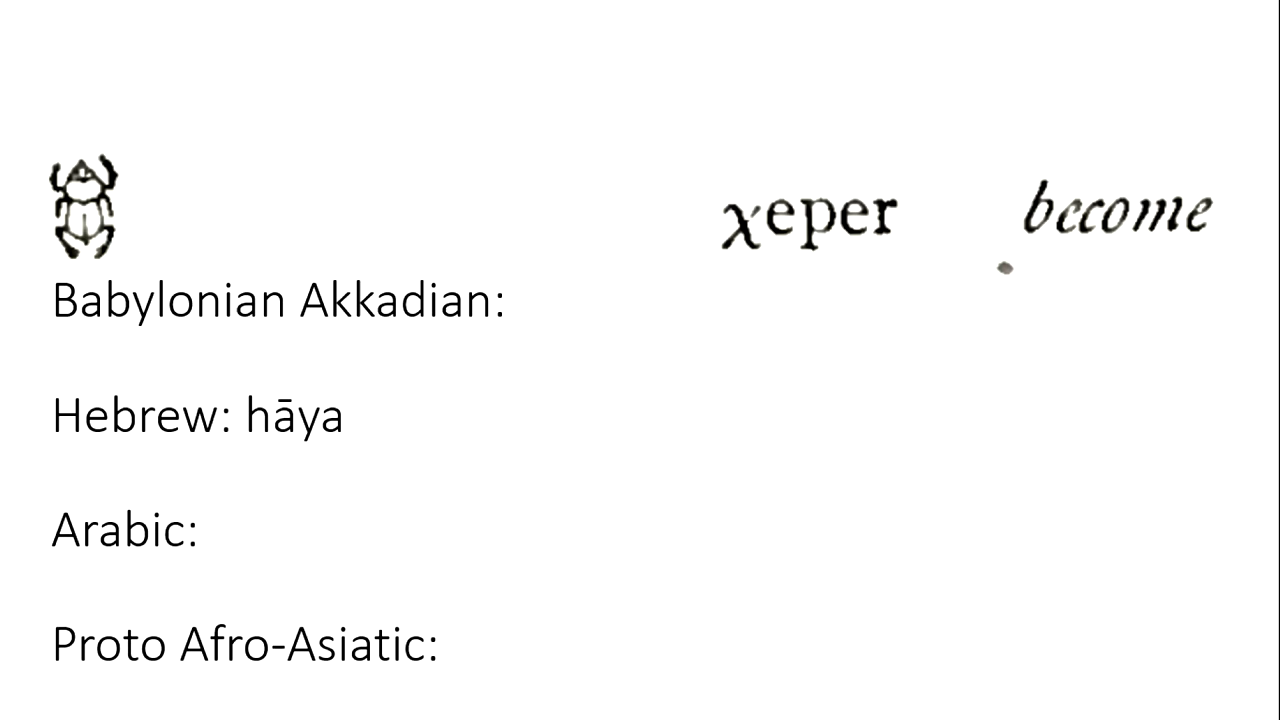 𓆣 χeper become
Babylonian Akkadian:
Hebrew: hāya
Arabic:
Proto Afro-Asiatic: